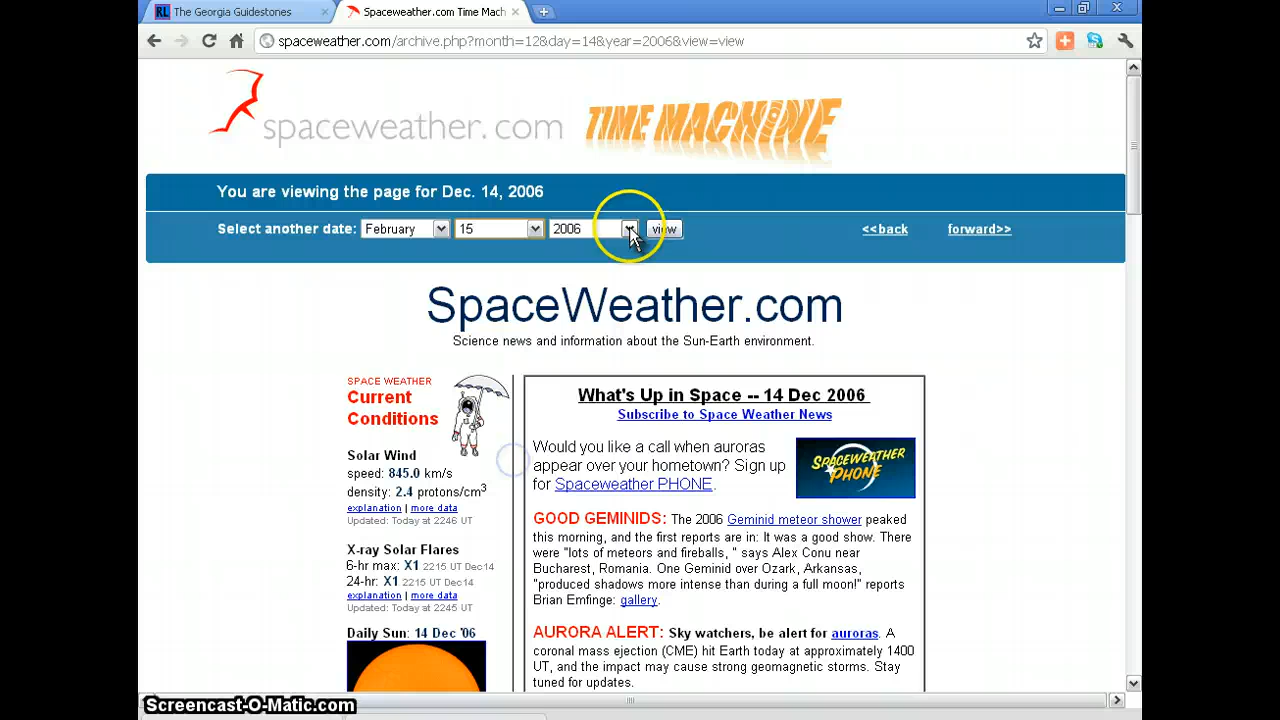 The Georgia Guidestones
Spaceweather.com Time Mach
spaceweather.com/archive.php?month=12&day=14&year=2006&view=view
spaceweather.com TIME MACHINE
You are viewing the page for Dec. 14, 2006
Select another date: February 15 2006 view <<back forward>>
SpaceWeather.com
Science news and information about the Sun-Earth environment.
SPACE WEATHER
Current
Conditions
Solar Wind
speed: 845.0 km/s
density: 2.4 protons/cm3
explanation | more data
Updated: Today at 2246 UT
X-ray Solar Flares
6-hr max: X1 2215 UT Dec14
24-hr: X1 2215 UT Dec14
explanation | more data
Updated: Today at 2245 UT
Daily Sun: 14 Dec '06
What's Up in Space -- 14 Dec 2006
Subscribe to Space Weather News
Would you like a call when auroras
appear over your hometown? Sign up
for Spaceweather PHONE.
SPACEWEATHER
PHONE
GOOD GEMINIDS: The 2006 Geminid meteor shower peaked
this morning, and the first reports are in: It was a good show. There
were "lots of meteors and fireballs, " says Alex Conu near
Bucharest, Romania. One Geminid over Ozark, Arkansas,
"produced shadows more intense than during a full moon!" reports
Brian Emfinge: gallery.
AURORA ALERT: Sky watchers, be alert for auroras. A
coronal mass ejection (CME) hit Earth today at approximately 1400
UT, and the impact may cause strong geomagnetic storms. Stay
tuned for updates.
Screencast-O-Matic.com